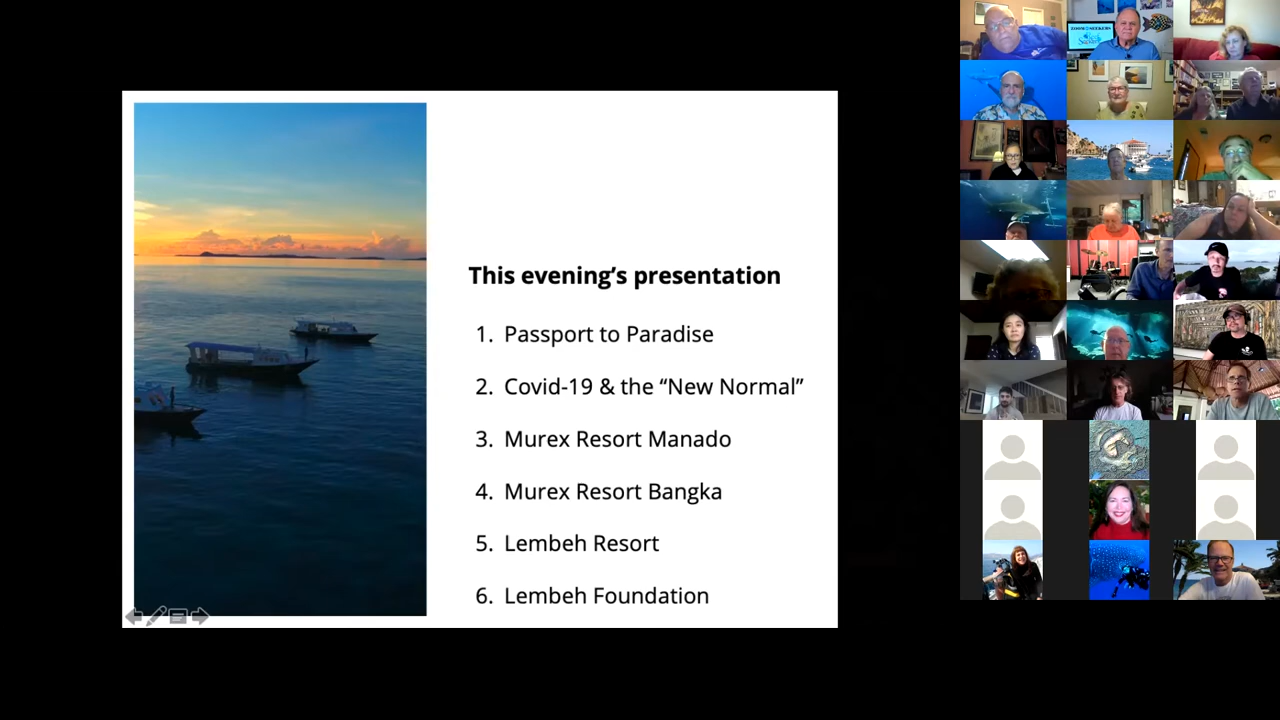 This evening’s presentation
1. Passport to Paradise
2. Covid-19 & the “New Normal”
3. Murex Resort Manado
4. Murex Resort Bangka
5. Lembeh Resort
6. Lembeh Foundation